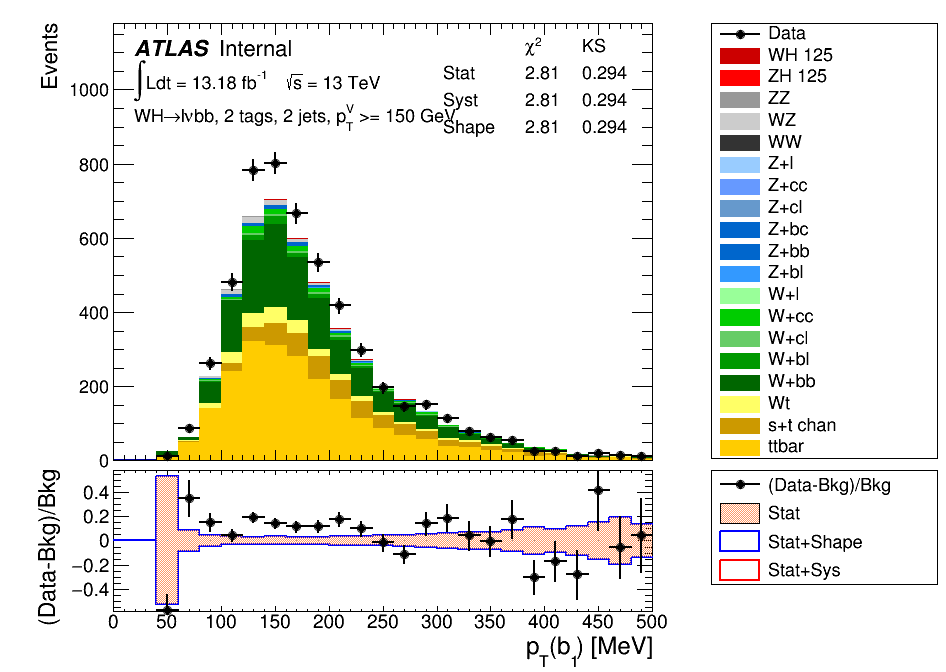 Events
ATLAS Internal
∫Ldt = 13.18 fb⁻¹ √s = 13 TeV
WH→lνbb, 2 tags, 2 jets, p_T^V >= 150 GeV
χ² KS
Stat 2.81 0.294
Syst 2.81 0.294
Shape 2.81 0.294
1000
800
600
400
200
0
Data
WH 125
ZH 125
ZZ
WZ
WW
Z+l
Z+cc
Z+cl
Z+bc
Z+bb
Z+bl
W+l
W+cc
W+cl
W+bl
W+bb
Wt
s+t chan
ttbar
(Data-Bkg)/Bkg
0.4
0.2
0
−0.2
−0.4
0 50 100 150 200 250 300 350 400 450 500
p_T(b_1) [MeV]
(Data-Bkg)/Bkg
Stat
Stat+Shape
Stat+Sys